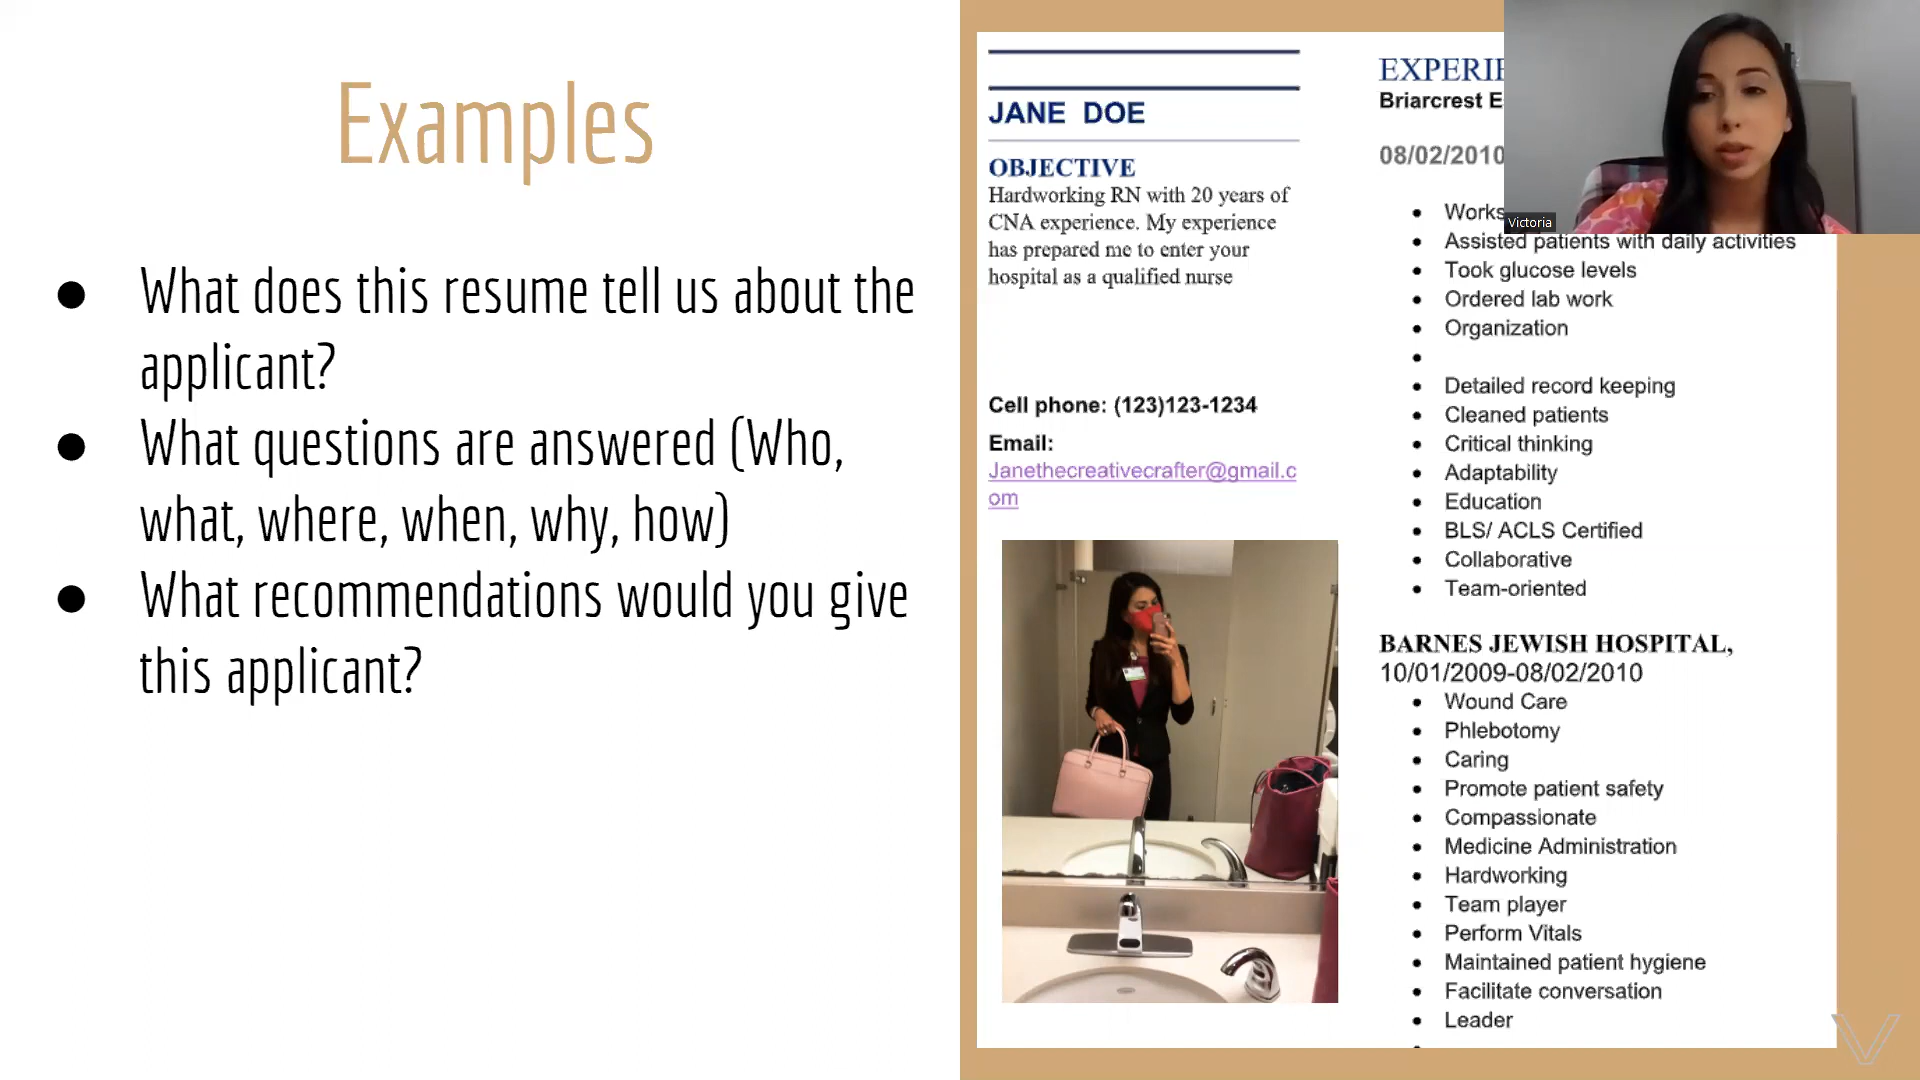 Examples
● What does this resume tell us about the
applicant?
● What questions are answered (Who,
what, where, when, why, how)
● What recommendations would you give
this applicant?
JANE DOE
OBJECTIVE
Hardworking RN with 20 years of
CNA experience. My experience
has prepared me to enter your
hospital as a qualified nurse
Cell phone: (123)123-1234
Email:
Janethecreativecrafter@gmail.c
om
EXPERIE
Briarcrest E
08/02/2010
• Works
• Assisted patients with daily activities
• Took glucose levels
• Ordered lab work
• Organization
•
• Detailed record keeping
• Cleaned patients
• Critical thinking
• Adaptability
• Education
• BLS/ ACLS Certified
• Collaborative
• Team-oriented
BARNES JEWISH HOSPITAL,
10/01/2009-08/02/2010
• Wound Care
• Phlebotomy
• Caring
• Promote patient safety
• Compassionate
• Medicine Administration
• Hardworking
• Team player
• Perform Vitals
• Maintained patient hygiene
• Facilitate conversation
• Leader
Victoria
V